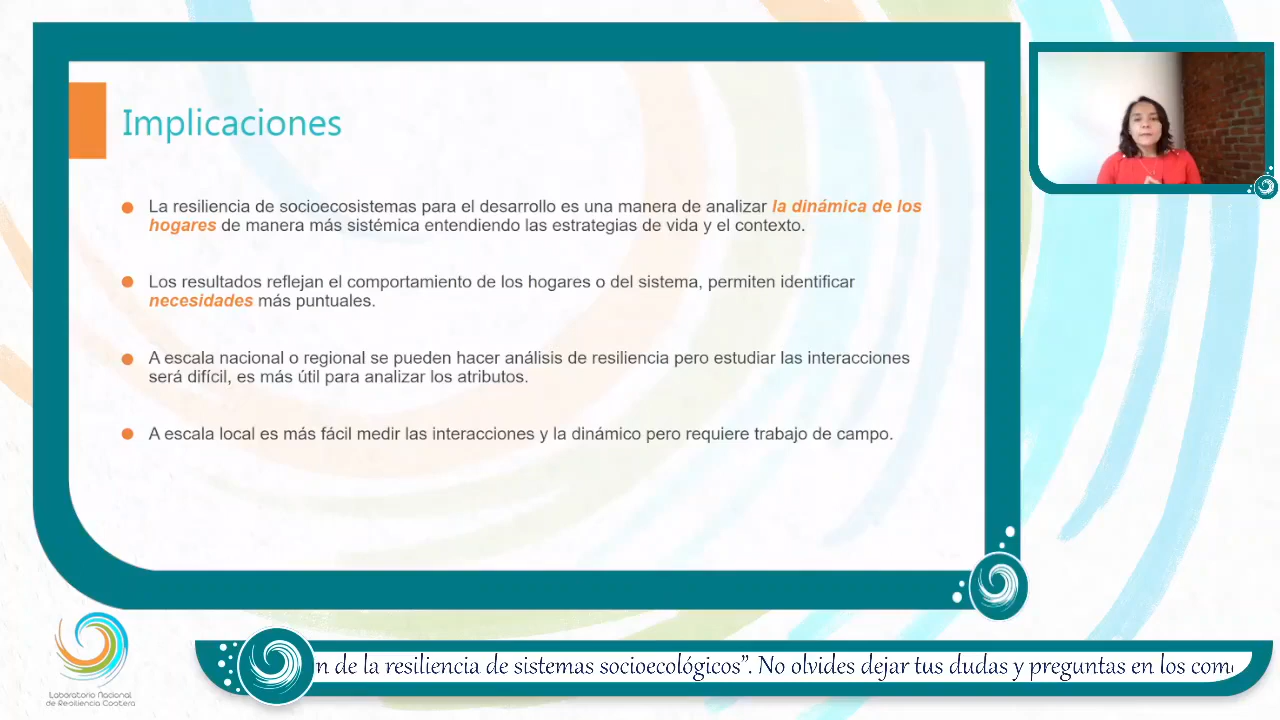 Implicaciones
La resiliencia de socioecosistemas para el desarrollo es una manera de analizar la dinámica de los
hogares de manera más sistémica entendiendo las estrategias de vida y el contexto.
Los resultados reflejan el comportamiento de los hogares o del sistema, permiten identificar
necesidades más puntuales.
A escala nacional o regional se pueden hacer análisis de resiliencia pero estudiar las interacciones
será difícil, es más útil para analizar los atributos.
A escala local es más fácil medir las interacciones y la dinámico pero requiere trabajo de campo.
n de la resiliencia de sistemas socioecológicos”. No olvides dejar tus dudas y preguntas en los com
Laboratorio Nacional
de Resiliencia Costera